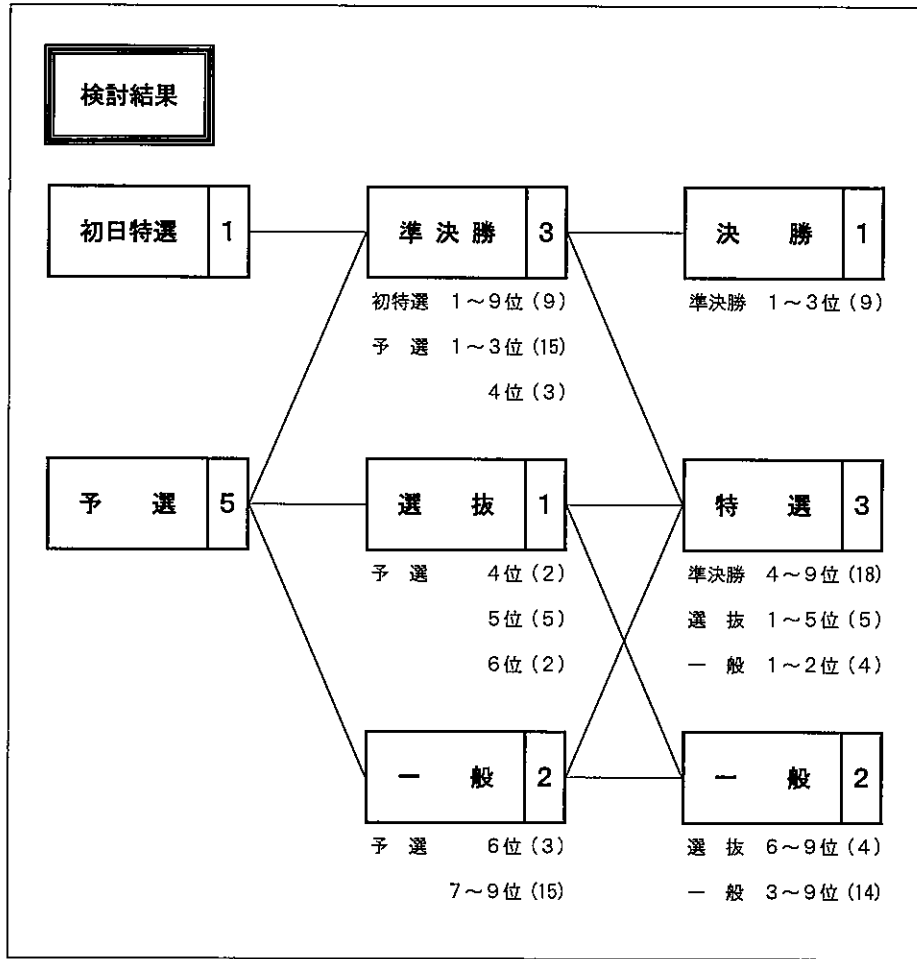 検討結果
初日特選 1
準決勝 3
決勝 1
初特選 1～9位(9)
予選 1～3位(15)
4位(3)
準決勝 1～3位(9)
予選 5
選抜 1
特選 3
予選 4位(2)
5位(5)
6位(2)
準決勝 4～9位(18)
選抜 1～5位(5)
一般 1～2位(4)
一般 2
一般 2
予選 6位(3)
7～9位(15)
選抜 6～9位(4)
一般 3～9位(14)